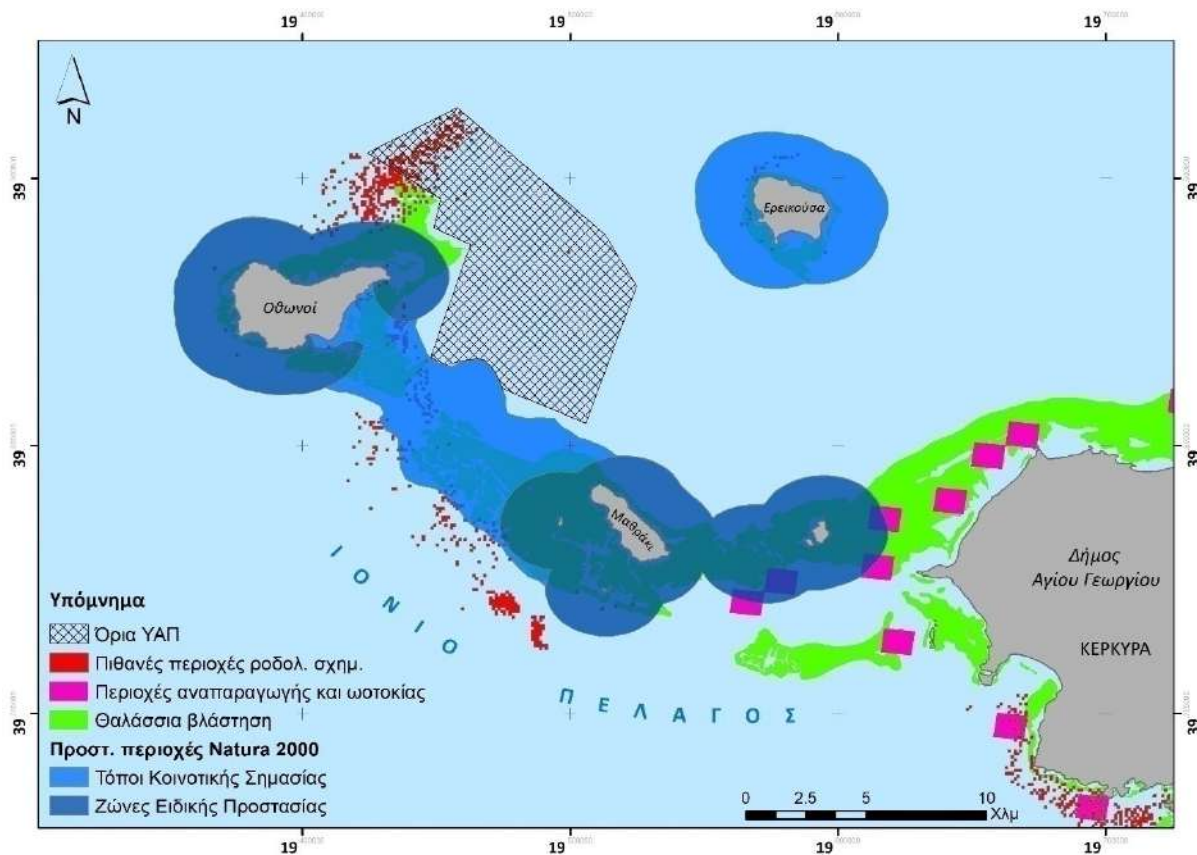 19 19 19 19
N
39 39
Ερεικούσα
Οθωνοί
39 39
Μαθράκι
Δήμος
Αγίου Γεωργίου
ΚΕΡΚΥΡΑ
ΙΟΝΙΟ
ΠΕΛΑΓΟΣ
39 39
Υπόμνημα
Όρια ΥΑΠ
Πιθανές περιοχές ροδολ. σχημ.
Περιοχές αναπαραγωγής και ωοτοκίας
Θαλάσσια βλάστηση
Προστ. περιοχές Natura 2000
Τόποι Κοινοτικής Σημασίας
Ζώνες Ειδικής Προστασίας
0 2.5 5 10
Χλμ
19 19 19 19